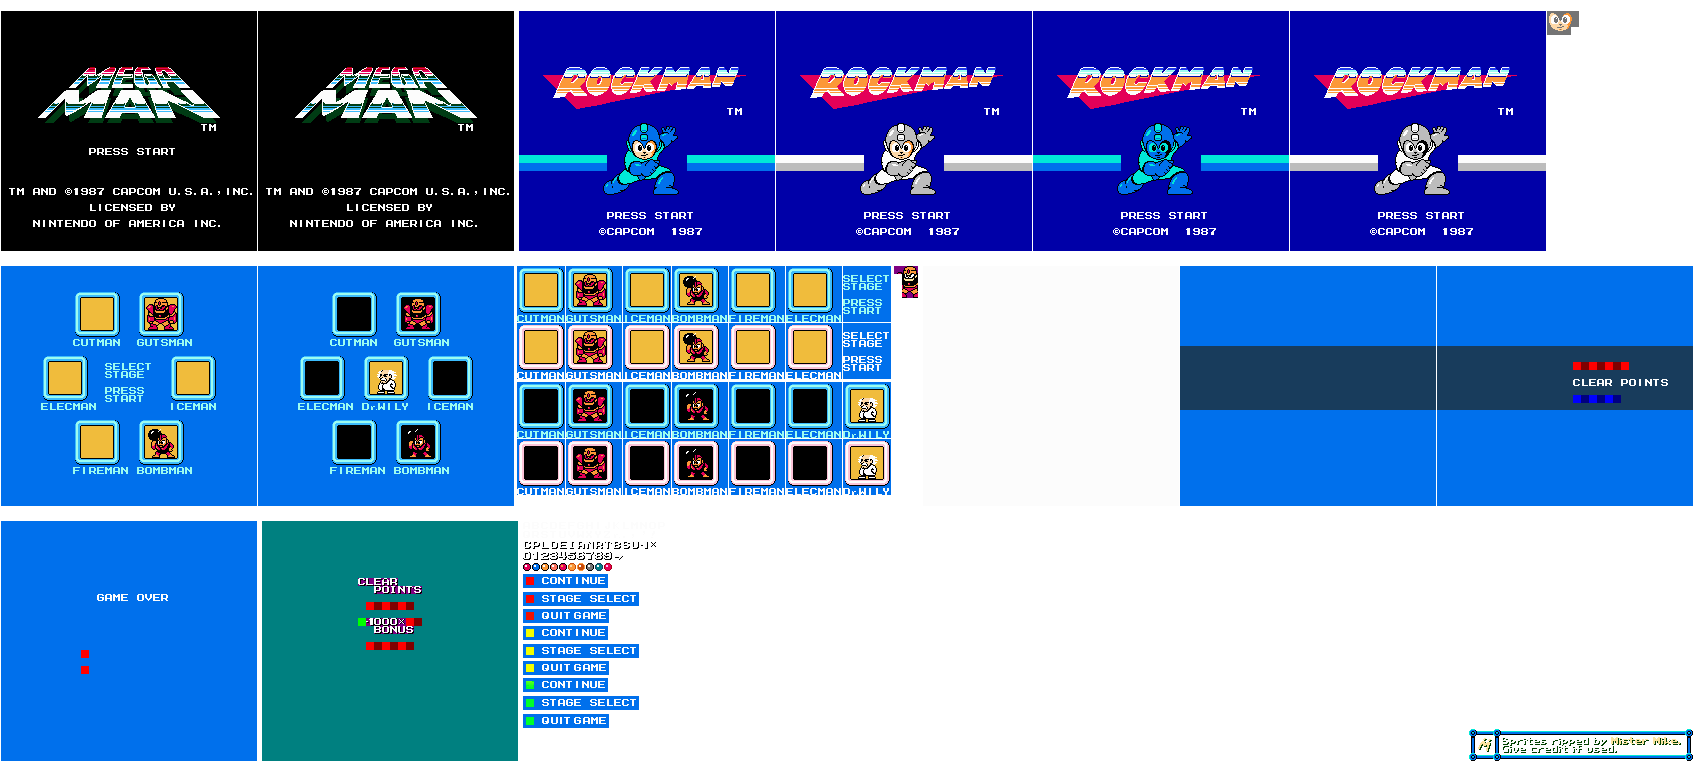 MEGA
MAN
TM
PRESS START
TM AND ©1987 CAPCOM U.S.A.,INC.
LICENSED BY
NINTENDO OF AMERICA INC.
MEGA
MAN
TM
TM AND ©1987 CAPCOM U.S.A.,INC.
LICENSED BY
NINTENDO OF AMERICA INC.
ROCKMAN
TM
PRESS START
©CAPCOM 1987
ROCKMAN
TM
PRESS START
©CAPCOM 1987
ROCKMAN
TM
PRESS START
©CAPCOM 1987
ROCKMAN
TM
PRESS START
©CAPCOM 1987
CUTMAN GUTSMAN
SELECT
STAGE
PRESS
START
ELECMAN ICEMAN
FIREMAN BOMBMAN
CUTMAN GUTSMAN
ELECMAN Dr.WILY ICEMAN
FIREMAN BOMBMAN
SELECT
STAGE
PRESS
START
CUTMAN GUTSMAN ICEMAN BOMBMAN FIREMAN ELECMAN
SELECT
STAGE
PRESS
START
CUTMAN GUTSMAN ICEMAN BOMBMAN FIREMAN ELECMAN
CUTMAN GUTSMAN ICEMAN BOMBMAN FIREMAN ELECMAN Dr.WILY
CUTMAN GUTSMAN ICEMAN BOMBMAN FIREMAN ELECMAN Dr.WILY
CLEAR POINTS
GAME OVER
CLEAR
POINTS
1000×
BONUS
CPLOEIANRTBSU·1×
0123456789-
CONTINUE
STAGE SELECT
QUIT GAME
CONTINUE
STAGE SELECT
QUIT GAME
CONTINUE
STAGE SELECT
QUIT GAME
Sprites ripped by Mister Mike.
Give credit if used.